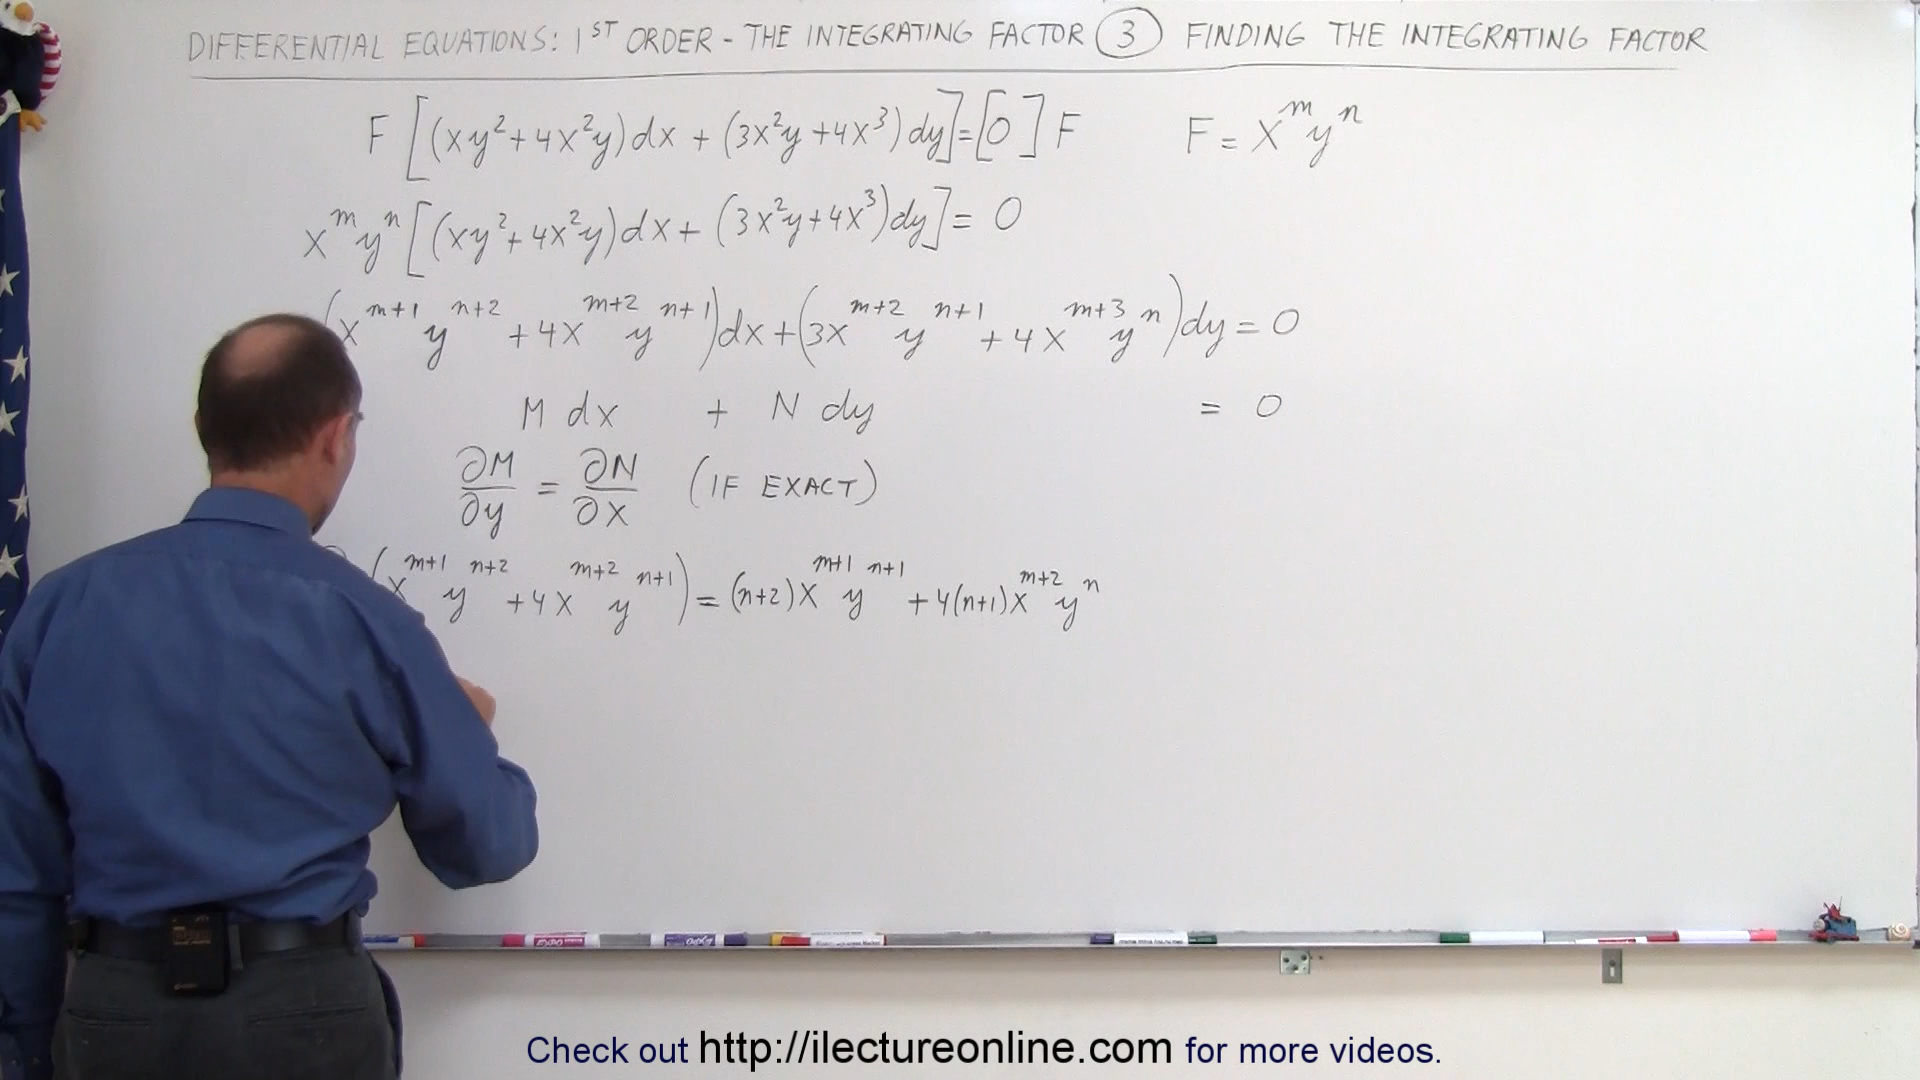 DIFFERENTIAL EQUATIONS: 1ST ORDER - THE INTEGRATING FACTOR (3) FINDING THE INTEGRATING FACTOR
F [(xy²+4x²y)dx + (3x²y+4x³)dy]=[0]F F = x^m y^n
x^m y^n [(xy²+4x²y)dx + (3x²y+4x³)dy] = 0
(x^{m+1} y^{n+2} + 4x^{m+2} y^{n+1})dx + (3x^{m+2} y^{n+1} + 4x^{m+3} y^n)dy = 0
M dx + N dy = 0
∂M/∂y = ∂N/∂x (IF EXACT)
(x^{m+1} y^{n+2} + 4x^{m+2} y^{n+1}) = (n+2)x^{m+1} y^{n+1} + 4(n+1)x^{m+2} y^n
EXPO
Check out http://ilectureonline.com for more videos.